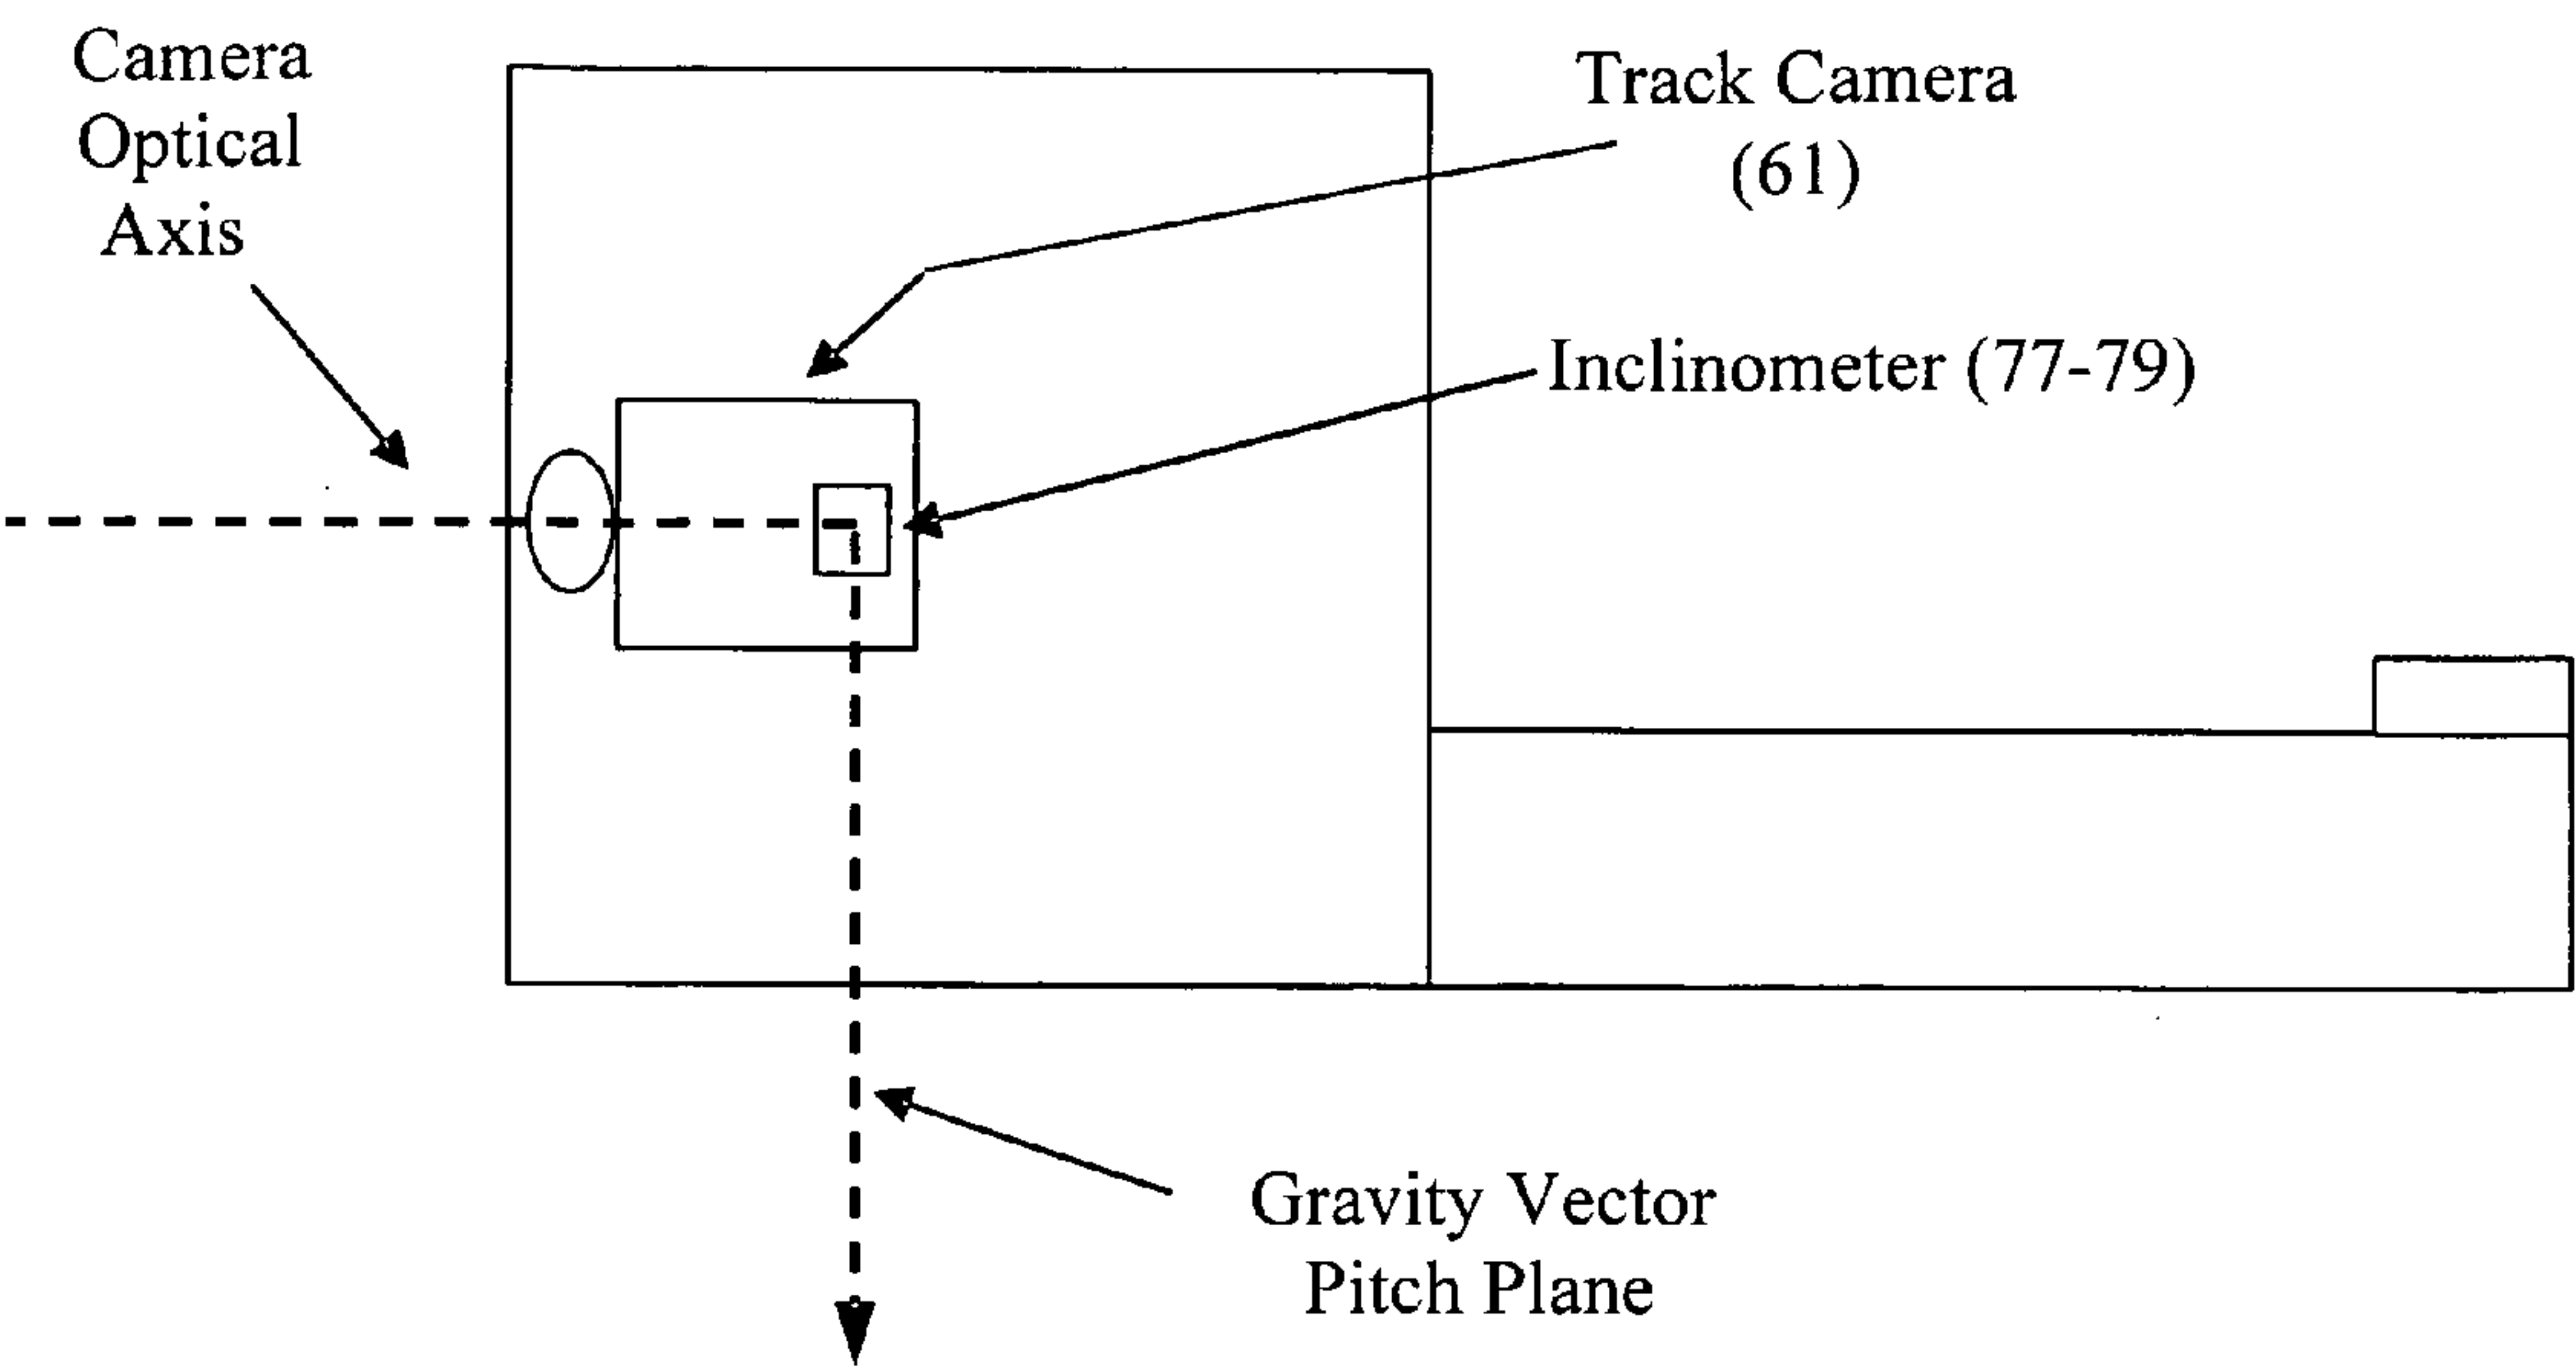 Camera
Optical
Axis
Track Camera
(61)
Inclinometer (77-79)
Gravity Vector
Pitch Plane